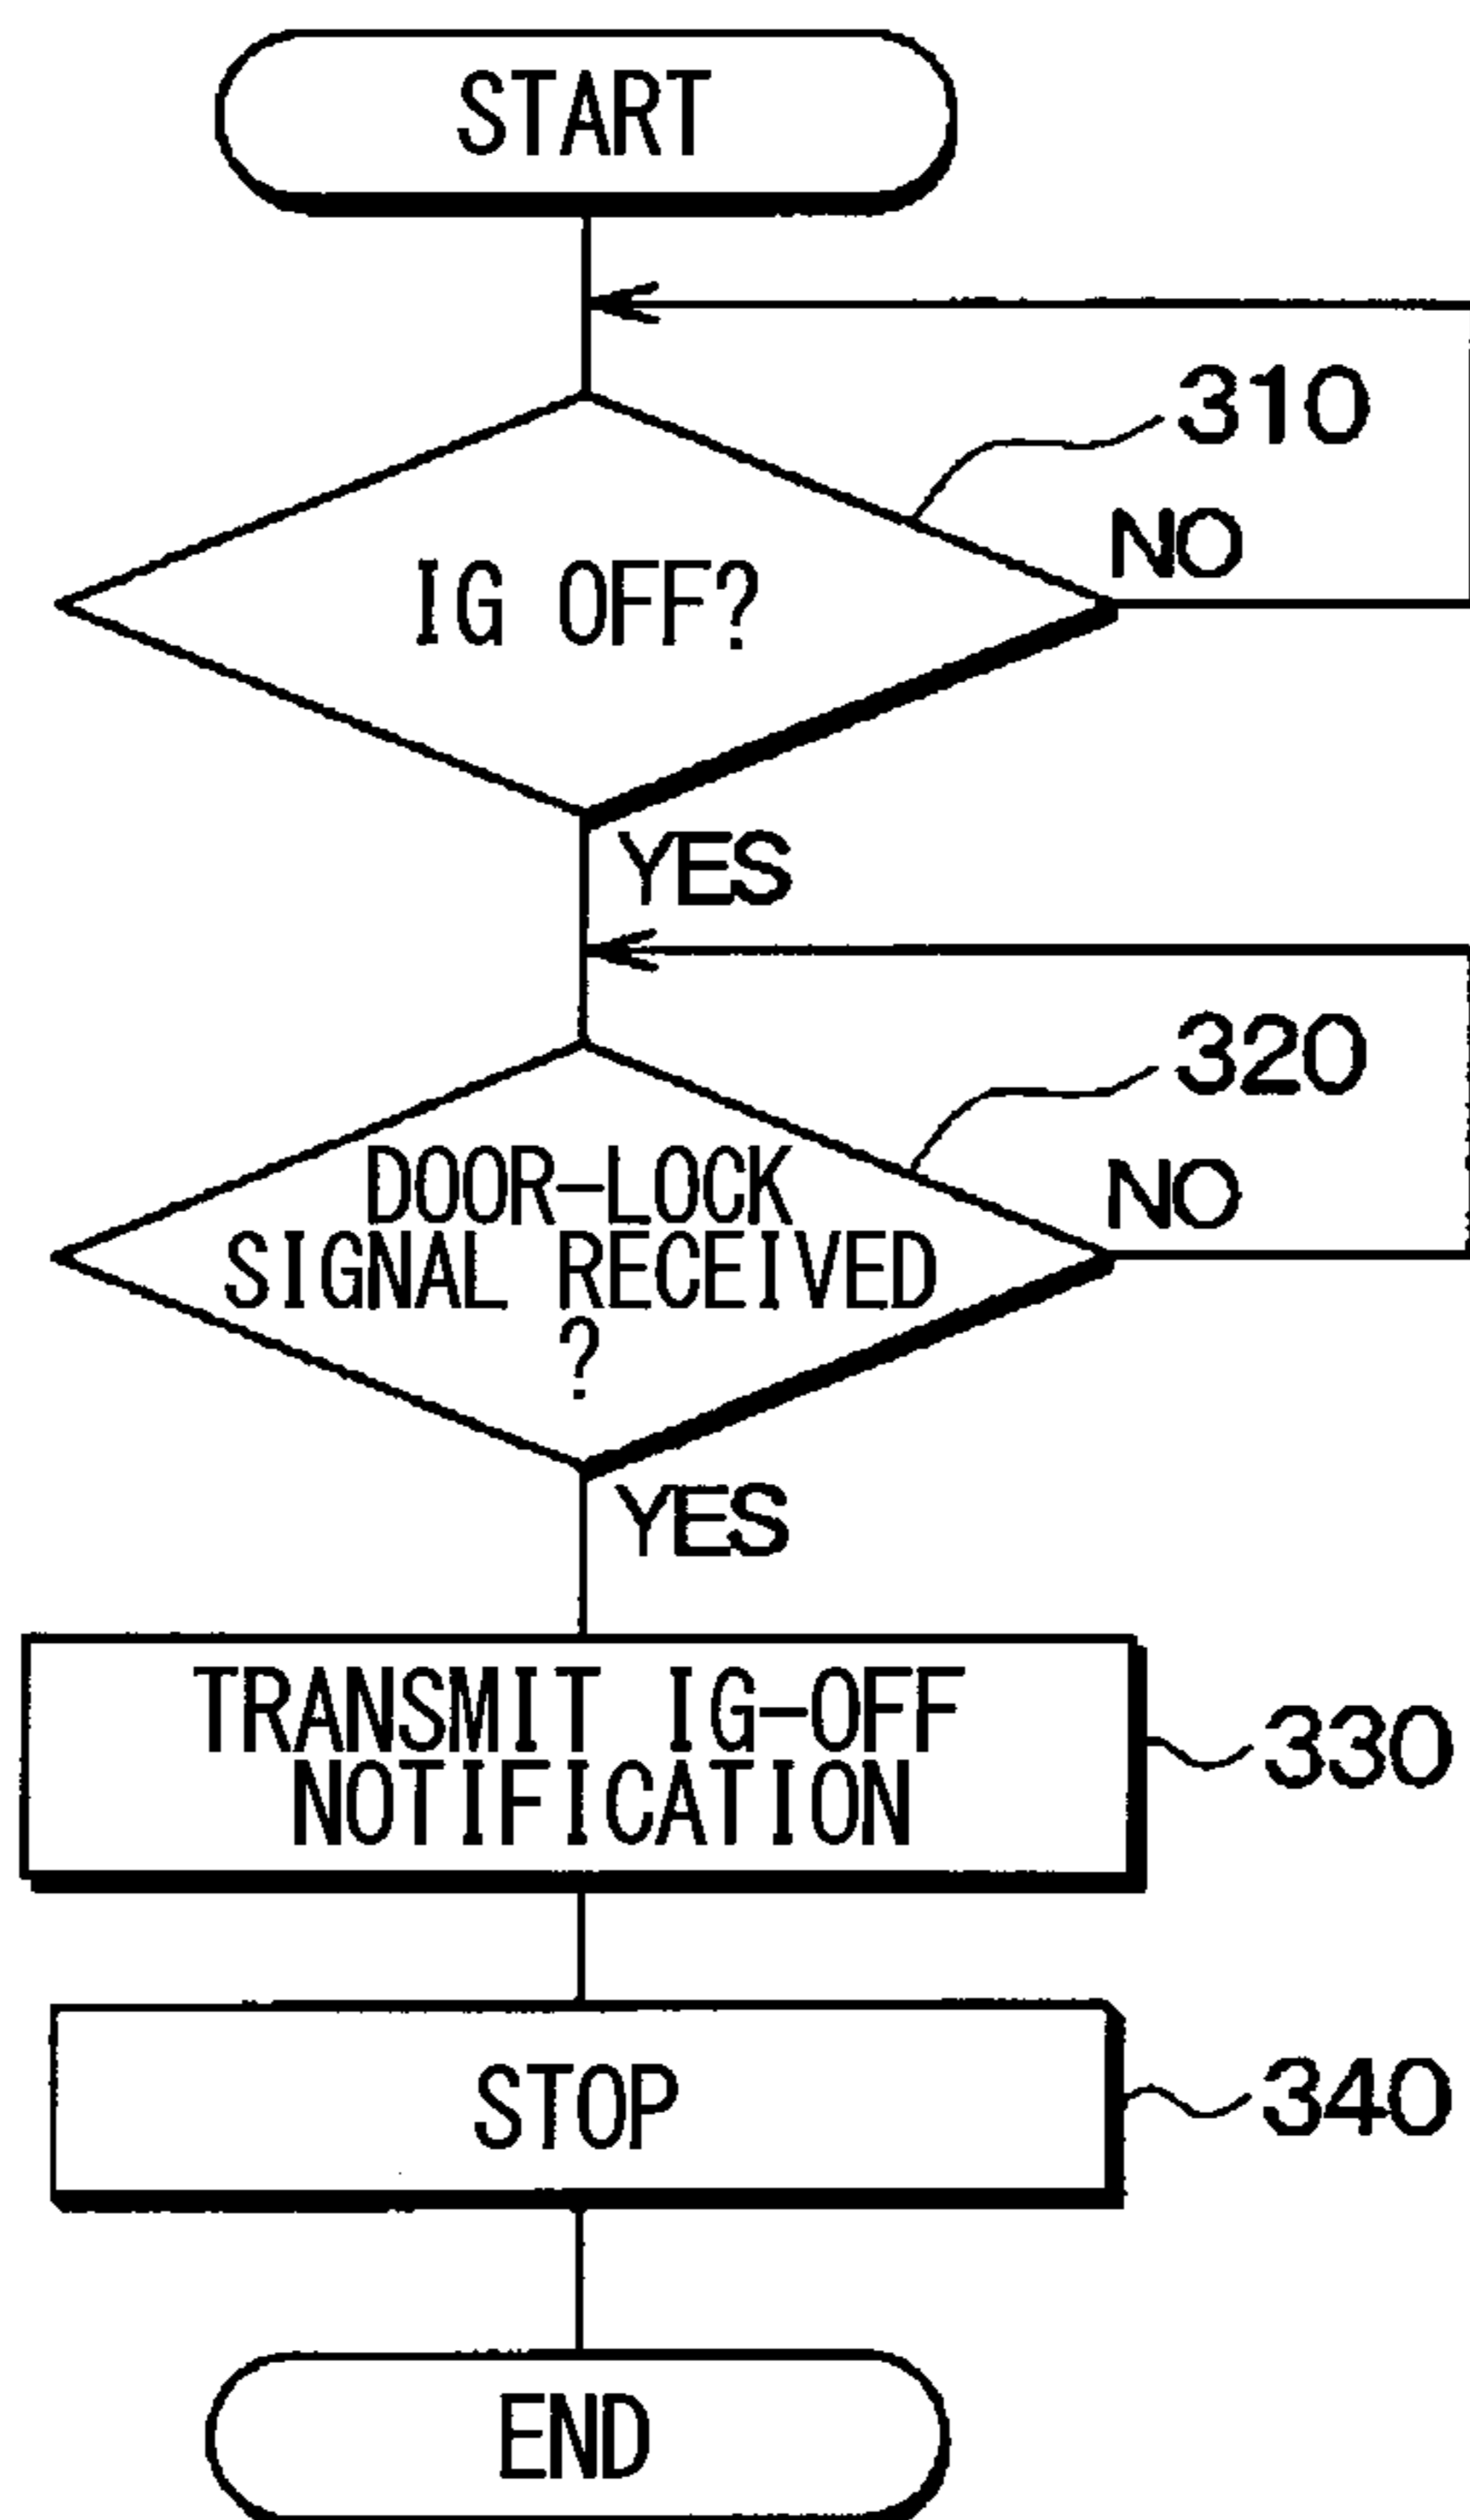 START
310
NO
IG OFF?
YES
320
NO
DOOR-LOCK
SIGNAL RECEIVED
?
YES
TRANSMIT IG-OFF
NOTIFICATION
330
STOP
340
END